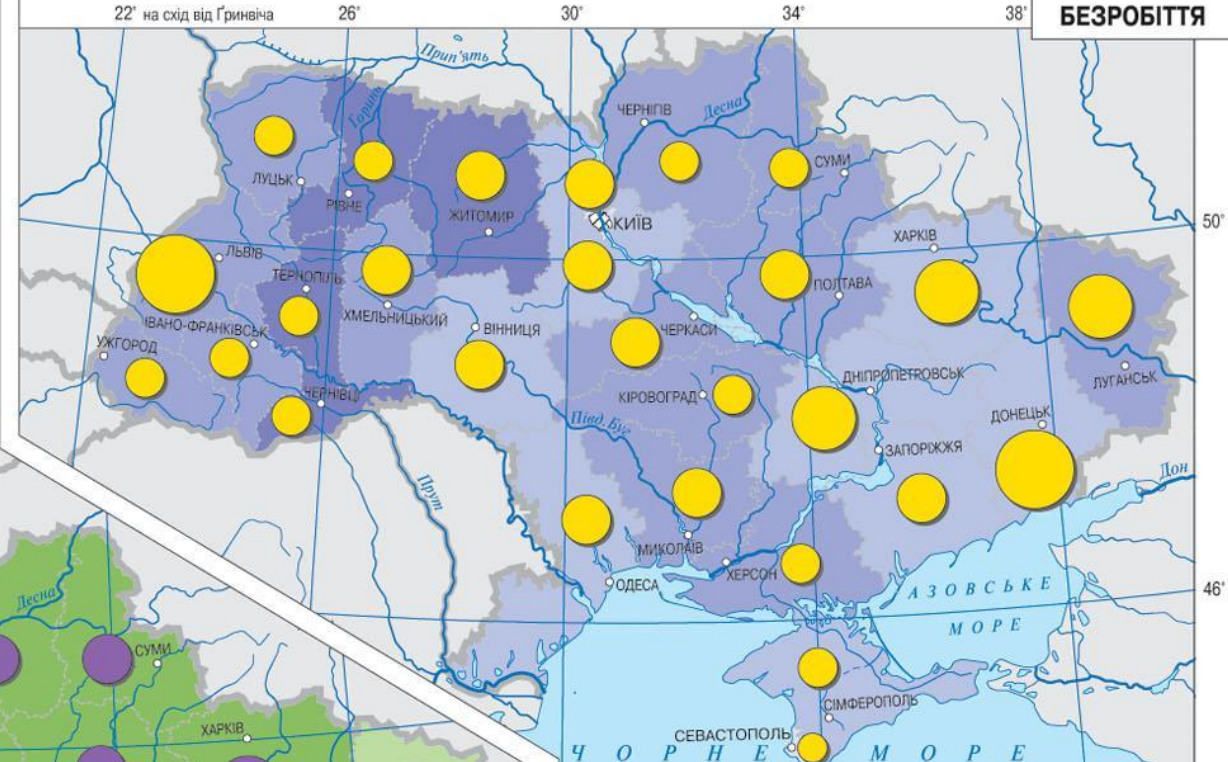 22° на схід від Ґринвіча 26° 30° 34° 38°
БЕЗРОБІТТЯ
Прип'ять
Горинь
Десна
ЧЕРНІГІВ
СУМИ
ЛУЦЬК
РІВНЕ
ЖИТОМИР
КИЇВ
50°
ХАРКІВ
ЛЬВІВ
ТЕРНОПІЛЬ
ПОЛТАВА
ХМЕЛЬНИЦЬКИЙ
ІВАНО-ФРАНКІВСЬК
ВІННИЦЯ
ЧЕРКАСИ
УЖГОРОД
ДНІПРОПЕТРОВСЬК
ЛУГАНСЬК
ЧЕРНІВЦІ
КІРОВОГРАД
ДОНЕЦЬК
Півд. Буг
ЗАПОРІЖЖЯ
Дон
Прут
МИКОЛАЇВ
ХЕРСОН
ОДЕСА
46°
АЗОВСЬКЕ
МОРЕ
Десна
СУМИ
СІМФЕРОПОЛЬ
ХАРКІВ
СЕВАСТОПОЛЬ
ЧОРНЕ МОРЕ